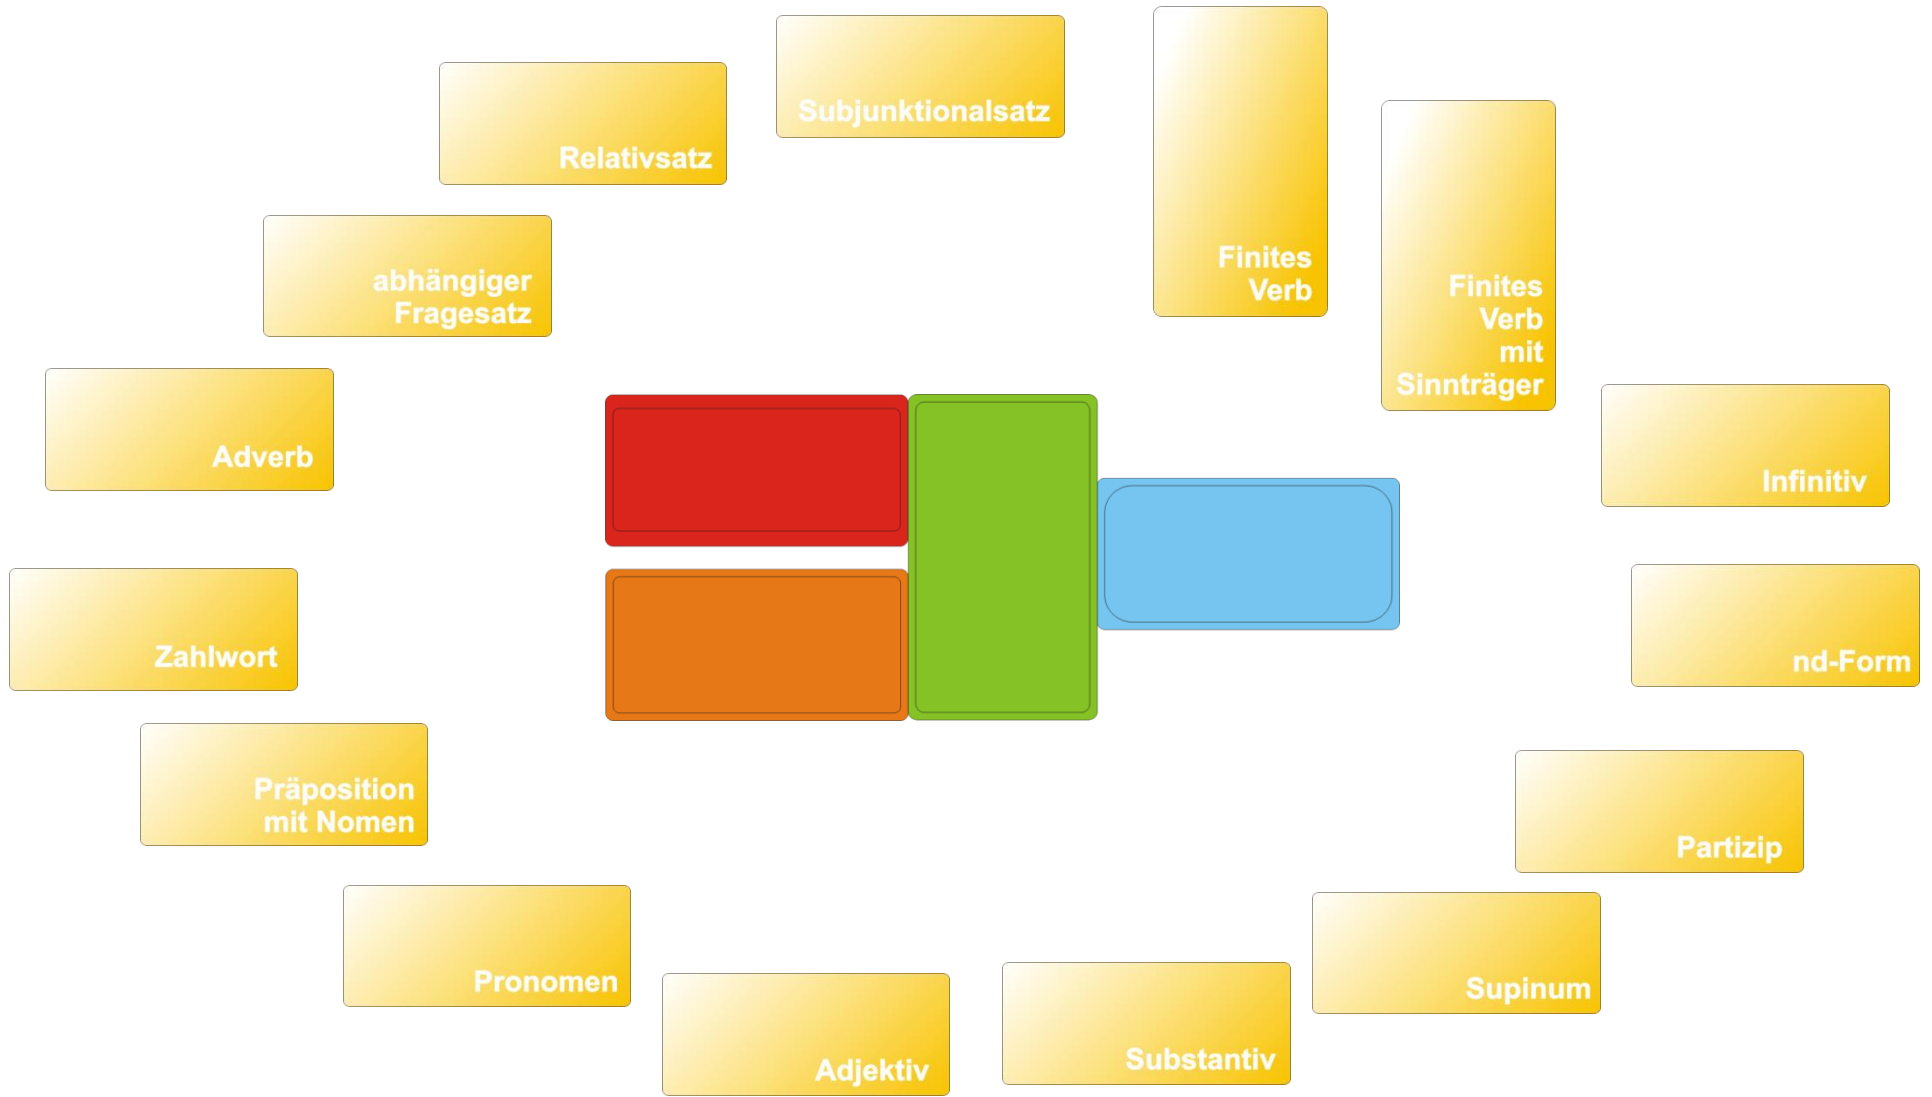 Subjunktionalsatz
Relativsatz
Finites
Verb
Finites
Verb
mit
Sinnträger
abhängiger
Fragesatz
Adverb
Infinitiv
Zahlwort
nd-Form
Präposition
mit Nomen
Partizip
Pronomen
Supinum
Adjektiv
Substantiv